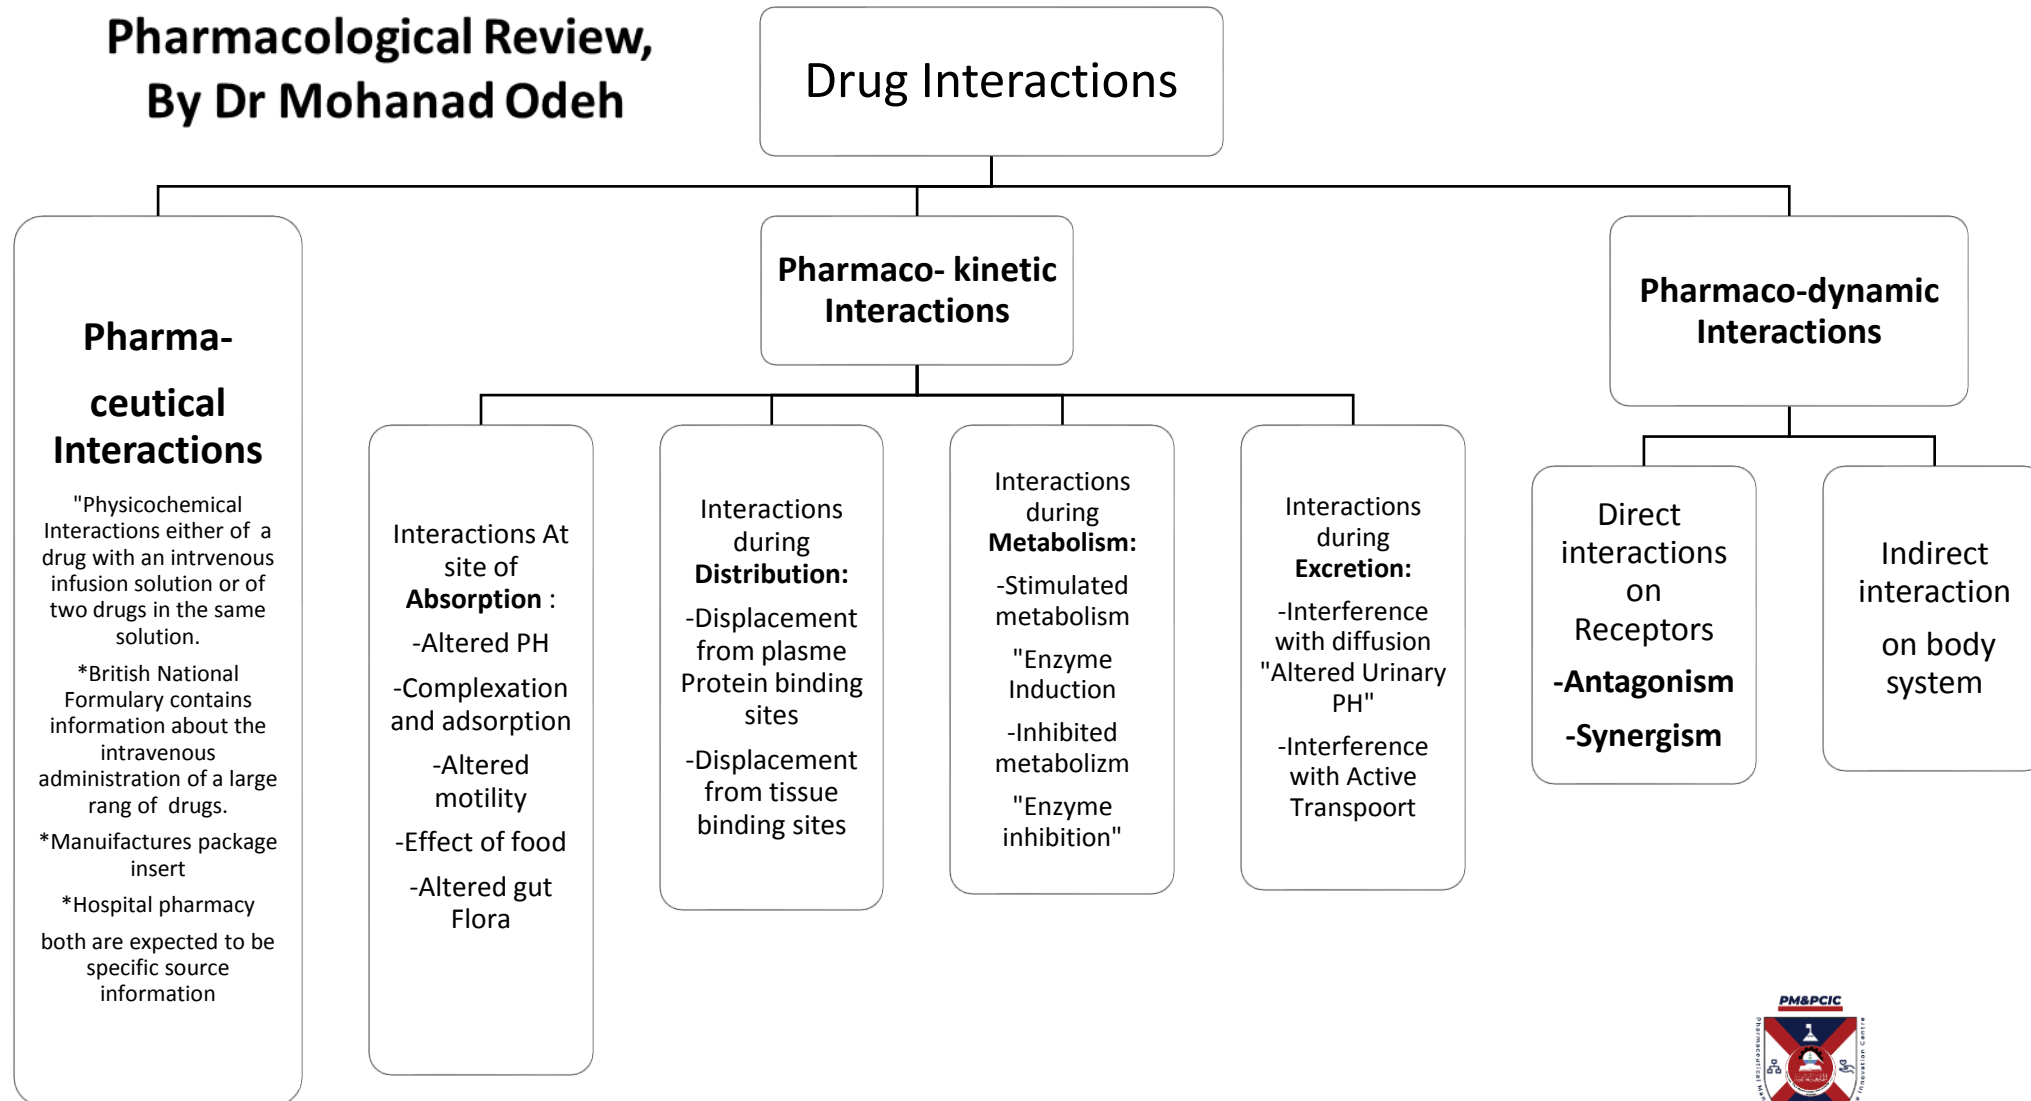 Pharmacological Review,
By Dr Mohanad Odeh
Drug Interactions
Pharma-
ceutical
Interactions
"Physicochemical
Interactions either of a
drug with an intrvenous
infusion solution or of
two drugs in the same
solution.
*British National
Formulary contains
information about the
intravenous
administration of a large
rang of drugs.
*Manuifactures package
insert
*Hospital pharmacy
both are expected to be
specific source
information
Pharmaco- kinetic
Interactions
Interactions At
site of
Absorption :
-Altered PH
-Complexation
and adsorption
-Altered
motility
-Effect of food
-Altered gut
Flora
Interactions
during
Distribution:
-Displacement
from plasme
Protein binding
sites
-Displacement
from tissue
binding sites
Interactions
during
Metabolism:
-Stimulated
metabolism
"Enzyme
Induction
-Inhibited
metabolizm
"Enzyme
inhibition"
Interactions
during
Excretion:
-Interference
with diffusion
"Altered Urinary
PH"
-Interference
with Active
Transpoort
Pharmaco-dynamic
Interactions
Direct
interactions
on
Receptors
-Antagonism
-Synergism
Indirect
interaction
on body
system
PM&PCIC
Pharmaceutical
Innovation Centre